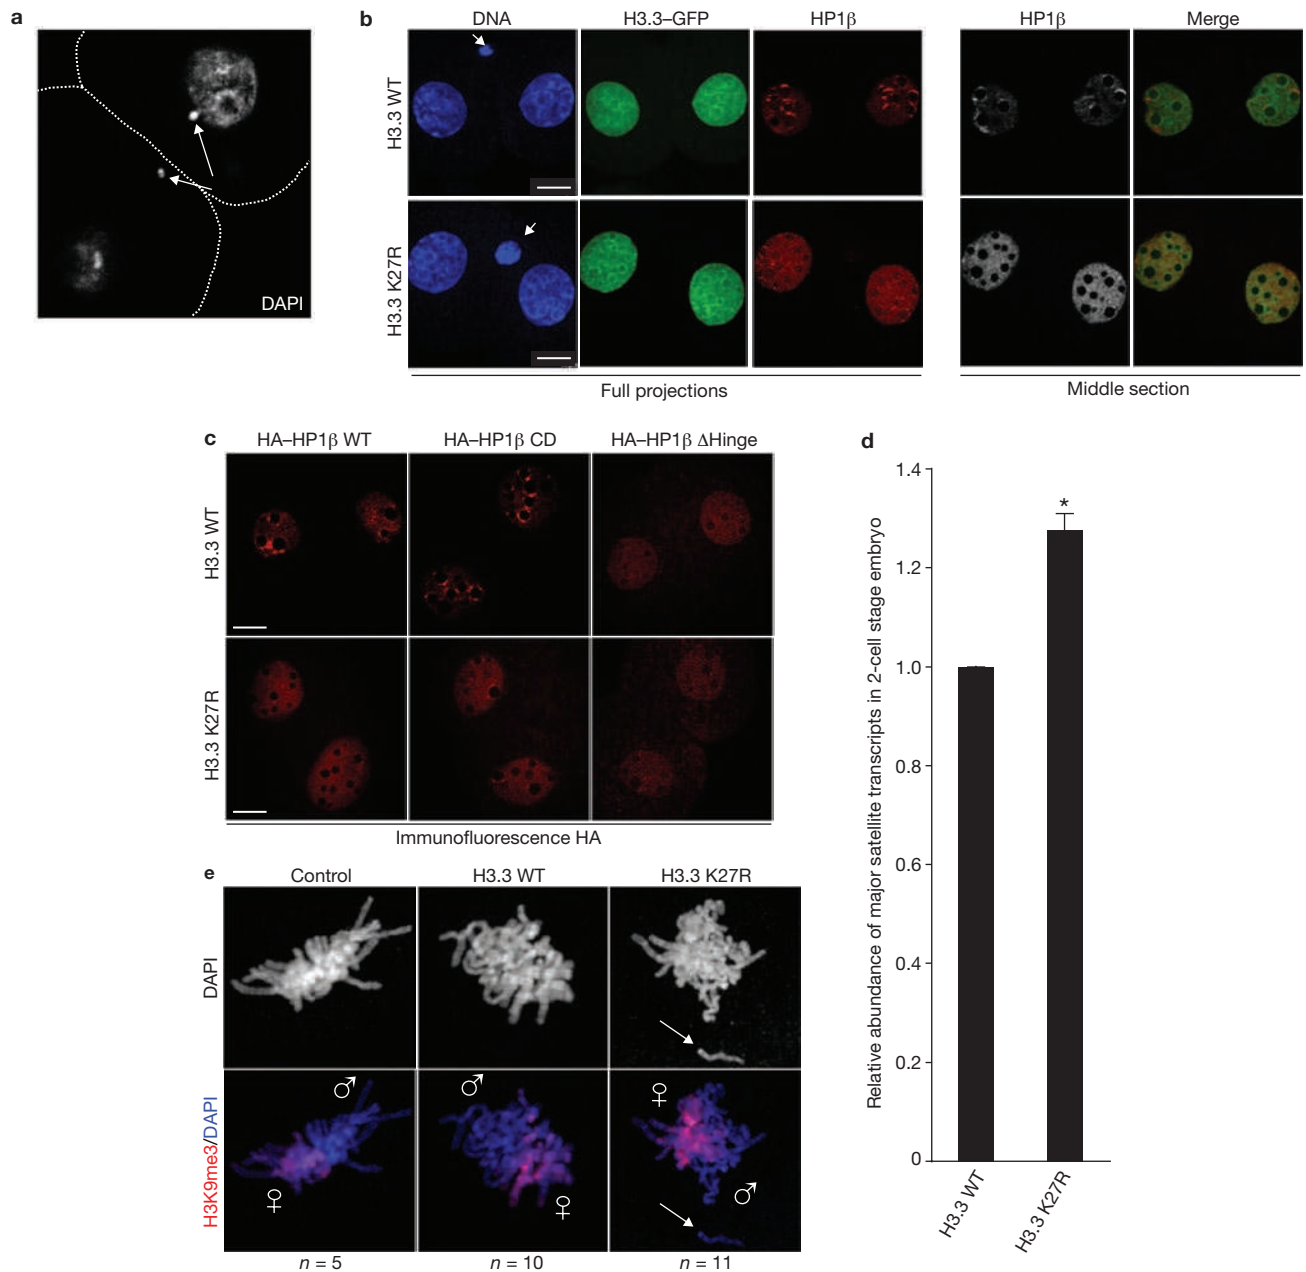 a
DAPI
b
DNA
H3.3–GFP
HP1β
HP1β
Merge
H3.3 WT
H3.3 K27R
Full projections
Middle section
c
HA–HP1β WT
HA–HP1β CD
HA–HP1β ΔHinge
H3.3 WT
H3.3 K27R
Immunofluorescence HA
d
Relative abundance of major satellite transcripts in 2-cell stage embryo
1.4
1.2
1.0
0.8
0.6
0.4
0.2
0
*
H3.3 WT
H3.3 K27R
e
Control
H3.3 WT
H3.3 K27R
DAPI
H3K9me3/DAPI
♂
♀
♂
♀
♀
♂
n = 5
n = 10
n = 11